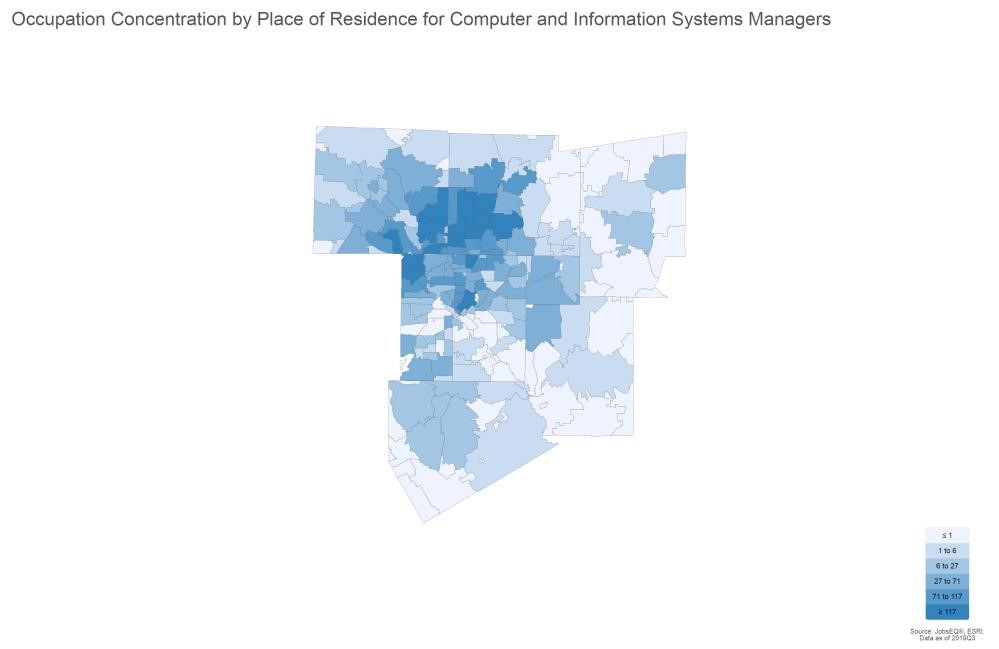 Occupation Concentration by Place of Residence for Computer and Information Systems Managers
≤ 1
1 to 6
6 to 27
27 to 71
71 to 117
≥ 117
Source: JobsEQ®, ESRI.
Data as of 2019Q3